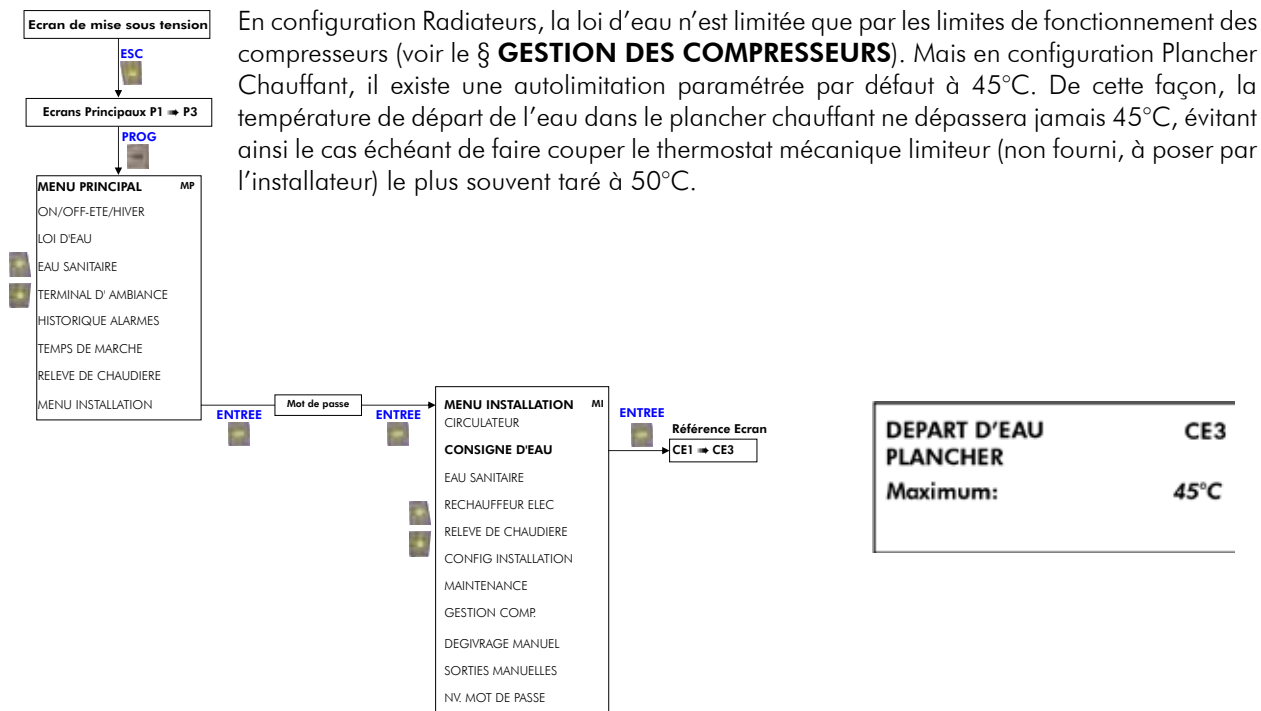 Ecran de mise sous tension
ESC
Ecrans Principaux P1 ➠ P3
PROG
En configuration Radiateurs, la loi d’eau n’est limitée que par les limites de fonctionnement des
compresseurs (voir le § GESTION DES COMPRESSEURS). Mais en configuration Plancher
Chauffant, il existe une autolimitation paramétrée par défaut à 45°C. De cette façon, la
température de départ de l’eau dans le plancher chauffant ne dépassera jamais 45°C, évitant
ainsi le cas échéant de faire couper le thermostat mécanique limiteur (non fourni, à poser par
l’installateur) le plus souvent taré à 50°C.
MENU PRINCIPAL MP
ON/OFF-ETE/HIVER
LOI D'EAU
EAU SANITAIRE
TERMINAL D' AMBIANCE
HISTORIQUE ALARMES
TEMPS DE MARCHE
RELEVE DE CHAUDIERE
MENU INSTALLATION
ENTREE
Mot de passe
ENTREE
MENU INSTALLATION MI
CIRCULATEUR
CONSIGNE D'EAU
EAU SANITAIRE
RECHAUFFEUR ELEC
RELEVE DE CHAUDIERE
CONFIG INSTALLATION
MAINTENANCE
GESTION COMP.
DEGIVRAGE MANUEL
SORTIES MANUELLES
NV. MOT DE PASSE
ENTREE
Référence Ecran
CE1 ➠ CE3
DEPART D’EAU CE3
PLANCHER
Maximum: 45°C